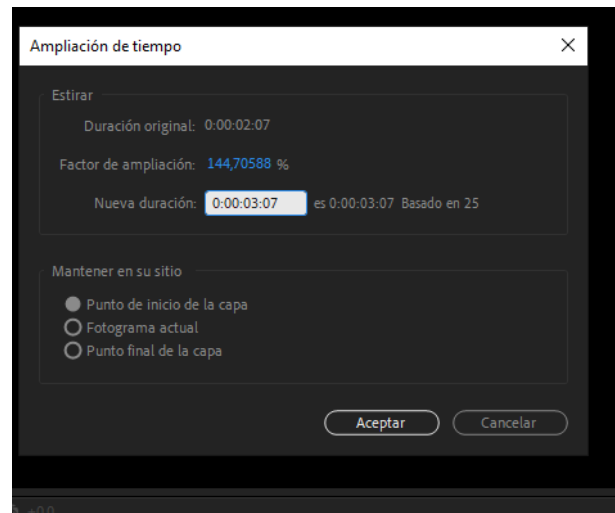 Ampliación de tiempo
Estirar
Duración original: 0:00:02:07
Factor de ampliación: 144,70588 %
Nueva duración: 0:00:03:07 es 0:00:03:07 Basado en 25
Mantener en su sitio
Punto de inicio de la capa
Fotograma actual
Punto final de la capa
Aceptar Cancelar
+0,0